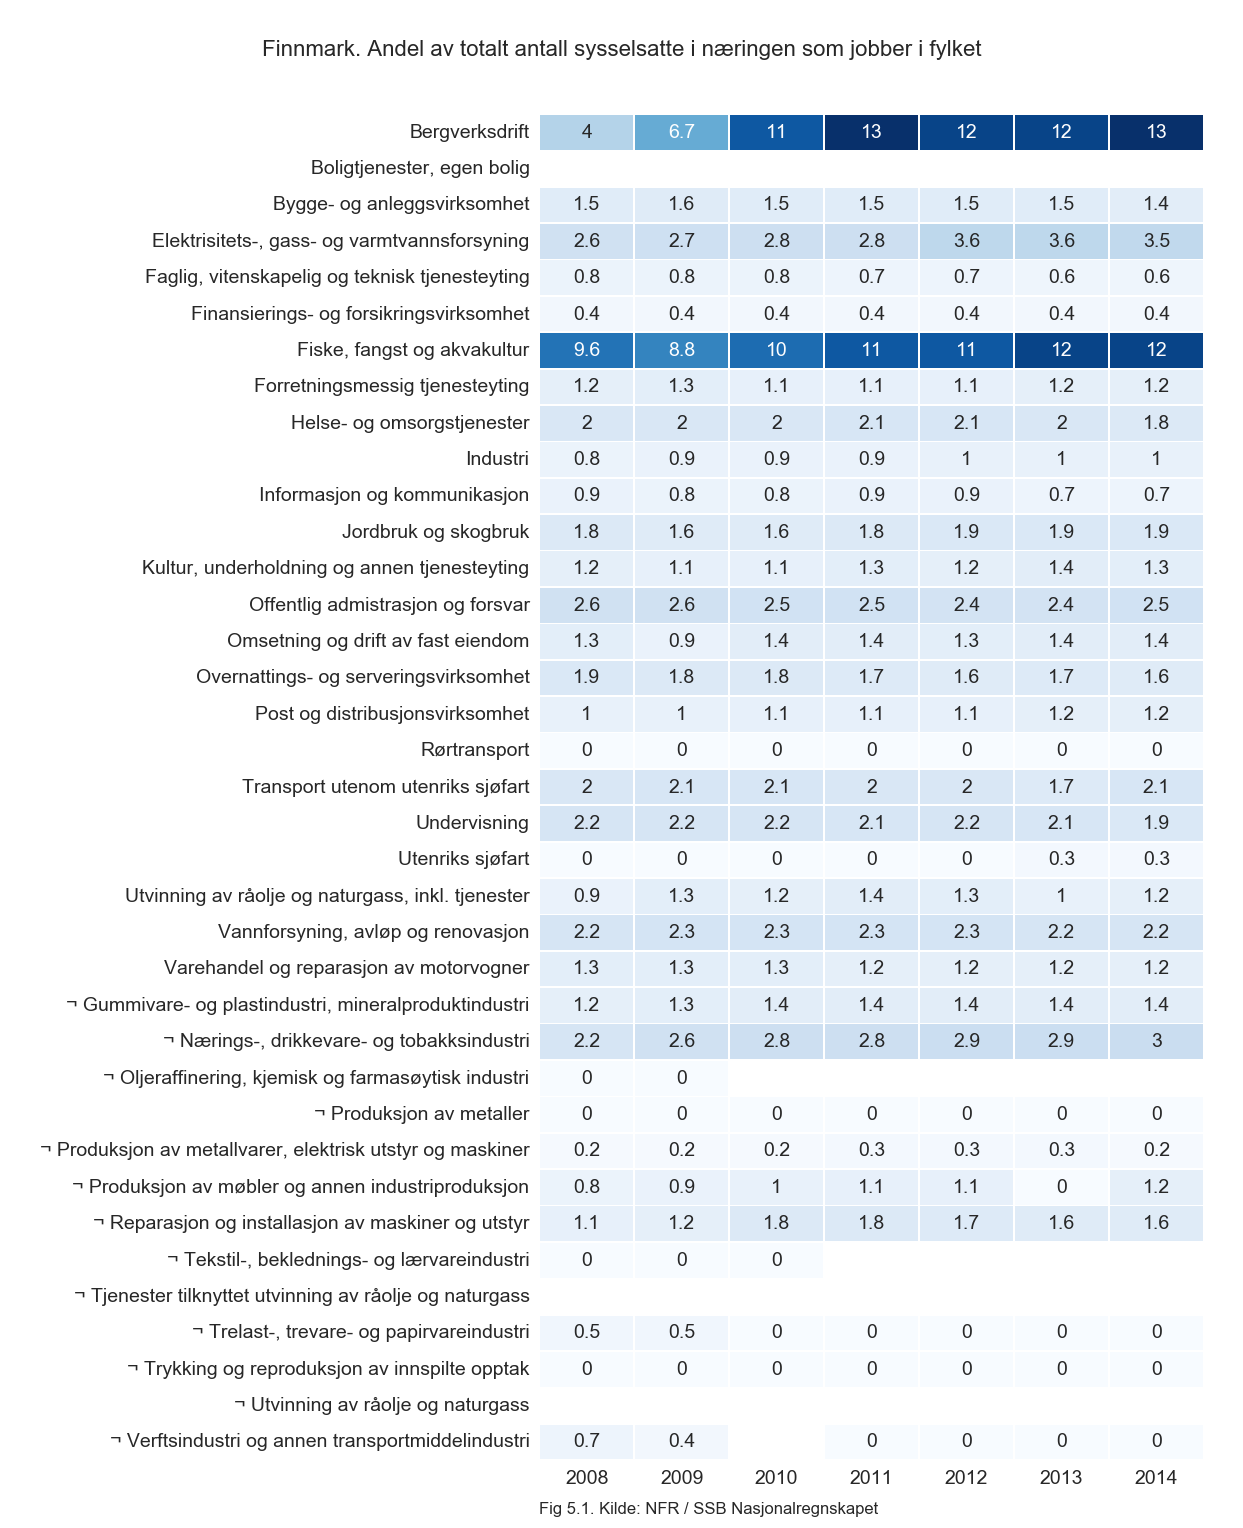 Finnmark. Andel av totalt antall sysselsatte i næringen som jobber i fylket
Bergverksdrift 4 6.7 11 13 12 12 13
Boligtjenester, egen bolig
Bygge- og anleggsvirksomhet 1.5 1.6 1.5 1.5 1.5 1.5 1.4
Elektrisitets-, gass- og varmtvannsforsyning 2.6 2.7 2.8 2.8 3.6 3.6 3.5
Faglig, vitenskapelig og teknisk tjenesteyting 0.8 0.8 0.8 0.7 0.7 0.6 0.6
Finansierings- og forsikringsvirksomhet 0.4 0.4 0.4 0.4 0.4 0.4 0.4
Fiske, fangst og akvakultur 9.6 8.8 10 11 11 12 12
Forretningsmessig tjenesteyting 1.2 1.3 1.1 1.1 1.1 1.2 1.2
Helse- og omsorgstjenester 2 2 2 2.1 2.1 2 1.8
Industri 0.8 0.9 0.9 0.9 1 1 1
Informasjon og kommunikasjon 0.9 0.8 0.8 0.9 0.9 0.7 0.7
Jordbruk og skogbruk 1.8 1.6 1.6 1.8 1.9 1.9 1.9
Kultur, underholdning og annen tjenesteyting 1.2 1.1 1.1 1.3 1.2 1.4 1.3
Offentlig admistrasjon og forsvar 2.6 2.6 2.5 2.5 2.4 2.4 2.5
Omsetning og drift av fast eiendom 1.3 0.9 1.4 1.4 1.3 1.4 1.4
Overnattings- og serveringsvirksomhet 1.9 1.8 1.8 1.7 1.6 1.7 1.6
Post og distribusjonsvirksomhet 1 1 1.1 1.1 1.1 1.2 1.2
Rørtransport 0 0 0 0 0 0 0
Transport utenom utenriks sjøfart 2 2.1 2.1 2 2 1.7 2.1
Undervisning 2.2 2.2 2.2 2.1 2.2 2.1 1.9
Utenriks sjøfart 0 0 0 0 0 0.3 0.3
Utvinning av råolje og naturgass, inkl. tjenester 0.9 1.3 1.2 1.4 1.3 1 1.2
Vannforsyning, avløp og renovasjon 2.2 2.3 2.3 2.3 2.3 2.2 2.2
Varehandel og reparasjon av motorvogner 1.3 1.3 1.3 1.2 1.2 1.2 1.2
¬ Gummivare- og plastindustri, mineralproduktindustri 1.2 1.3 1.4 1.4 1.4 1.4 1.4
¬ Nærings-, drikkevare- og tobakksindustri 2.2 2.6 2.8 2.8 2.9 2.9 3
¬ Oljeraffinering, kjemisk og farmasøytisk industri 0 0
¬ Produksjon av metaller 0 0 0 0 0 0 0
¬ Produksjon av metallvarer, elektrisk utstyr og maskiner 0.2 0.2 0.2 0.3 0.3 0.3 0.2
¬ Produksjon av møbler og annen industriproduksjon 0.8 0.9 1 1.1 1.1 0 1.2
¬ Reparasjon og installasjon av maskiner og utstyr 1.1 1.2 1.8 1.8 1.7 1.6 1.6
¬ Tekstil-, beklednings- og lærvareindustri 0 0 0
¬ Tjenester tilknyttet utvinning av råolje og naturgass
¬ Trelast-, trevare- og papirvareindustri 0.5 0.5 0 0 0 0 0
¬ Trykking og reproduksjon av innspilte opptak 0 0 0 0 0 0 0
¬ Utvinning av råolje og naturgass
¬ Verftsindustri og annen transportmiddelindustri 0.7 0.4 0 0 0 0
2008 2009 2010 2011 2012 2013 2014
Fig 5.1. Kilde: NFR / SSB Nasjonalregnskapet